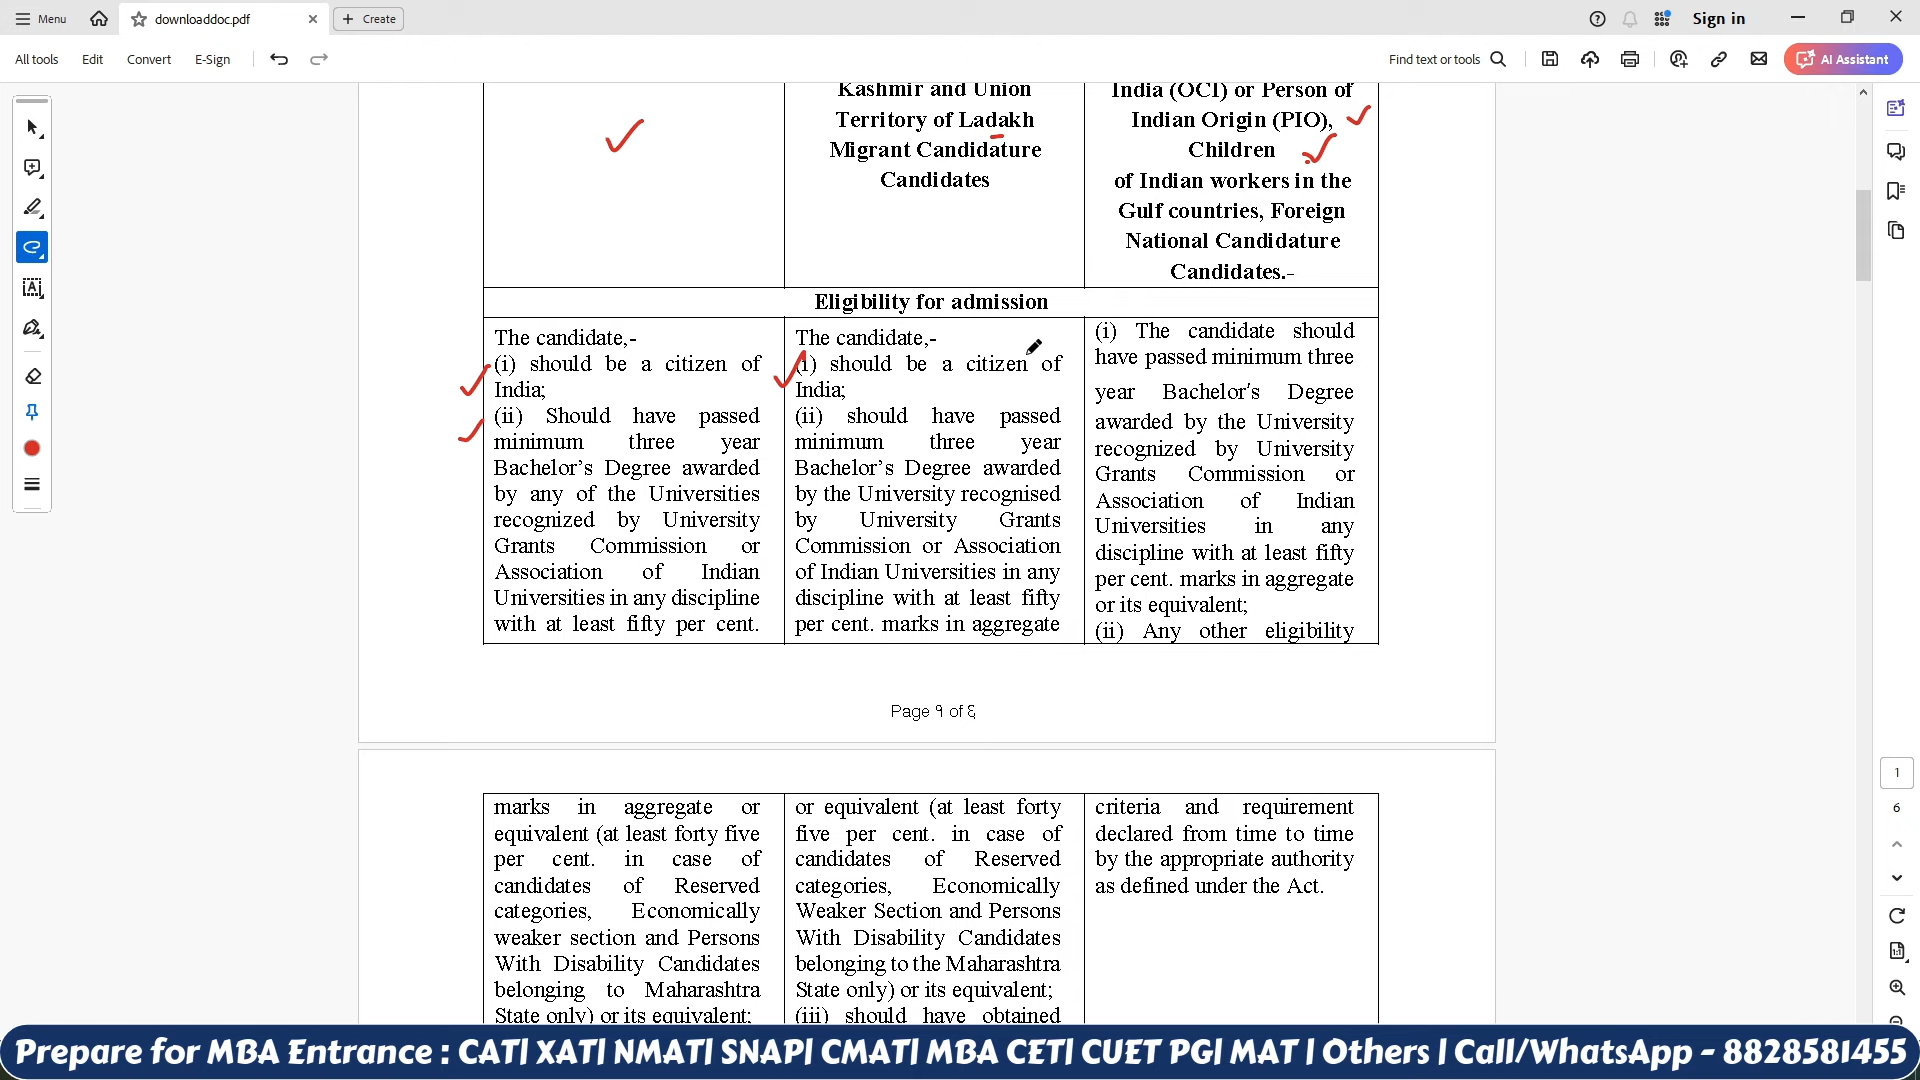 Menu
downloaddoc.pdf
Create
Sign in
All tools
Edit
Convert
E-Sign
Find text or tools
AI Assistant
Kashmir and Union
Territory of Ladakh
Migrant Candidature
Candidates
India (OCI) or Person of
Indian Origin (PIO),
Children
of Indian workers in the
Gulf countries, Foreign
National Candidature
Candidates.-
Eligibility for admission
The candidate,-
(i) should be a citizen of
India;
(ii) Should have passed
minimum three year
Bachelor's Degree awarded
by any of the Universities
recognized by University
Grants Commission or
Association of Indian
Universities in any discipline
with at least fifty per cent.
The candidate,-
(i) should be a citizen of
India;
(ii) should have passed
minimum three year
Bachelor's Degree awarded
by the University recognised
by University Grants
Commission or Association
of Indian Universities in any
discipline with at least fifty
per cent. marks in aggregate
(i) The candidate should
have passed minimum three
year Bachelor's Degree
awarded by the University
recognized by University
Grants Commission or
Association of Indian
Universities in any
discipline with at least fifty
per cent. marks in aggregate
or its equivalent;
(ii) Any other eligibility
Page १ of ६
marks in aggregate or
equivalent (at least forty five
per cent. in case of
candidates of Reserved
categories, Economically
weaker section and Persons
With Disability Candidates
belonging to Maharashtra
State only) or its equivalent;
or equivalent (at least forty
five per cent. in case of
candidates of Reserved
categories, Economically
Weaker Section and Persons
With Disability Candidates
belonging to the Maharashtra
State only) or its equivalent;
(iii) should have obtained
criteria and requirement
declared from time to time
by the appropriate authority
as defined under the Act.
1
6
Prepare for MBA Entrance : CAT| XAT| NMAT| SNAP| CMAT| MBA CET| CUET PG| MAT | Others | Call/WhatsApp - 8828581455